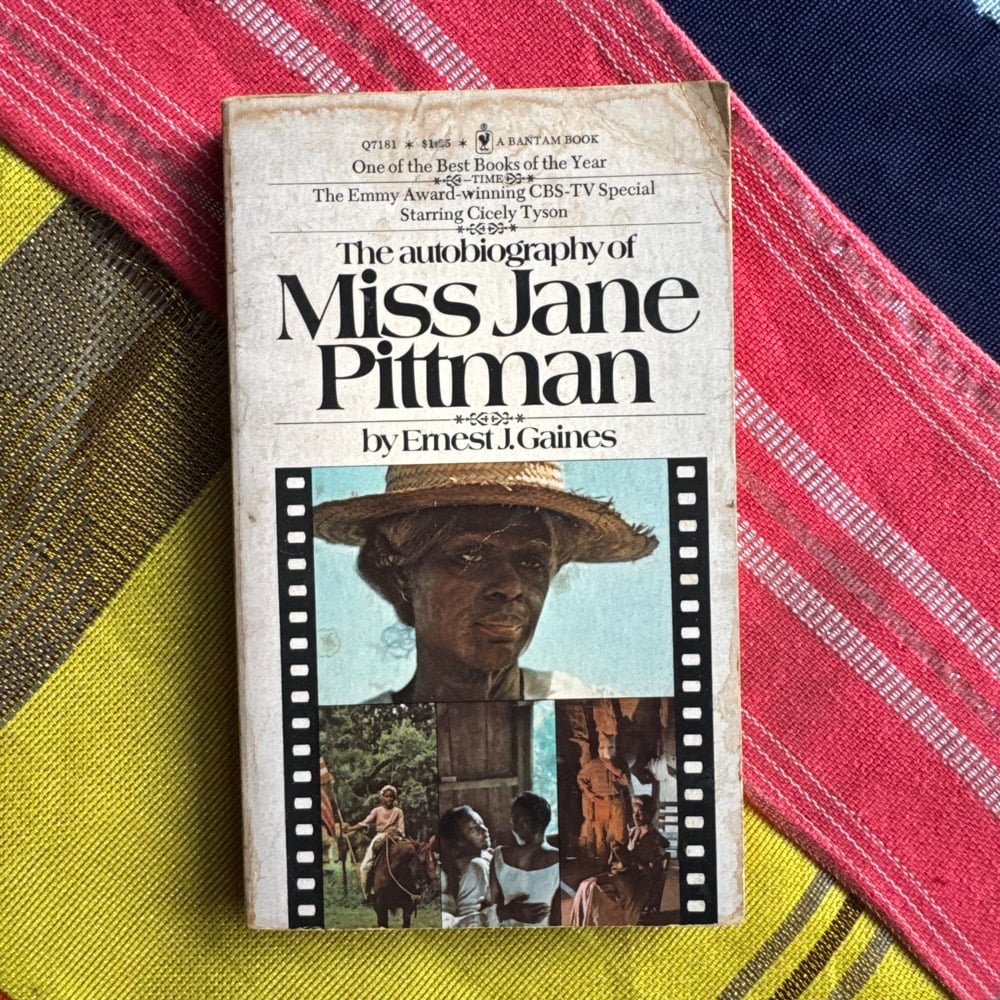 Q7181 * $1.25 * A BANTAM BOOK
One of the Best Books of the Year
—TIME—
The Emmy Award-winning CBS-TV Special
Starring Cicely Tyson
The autobiography of
Miss Jane
Pittman
by Ernest J. Gaines